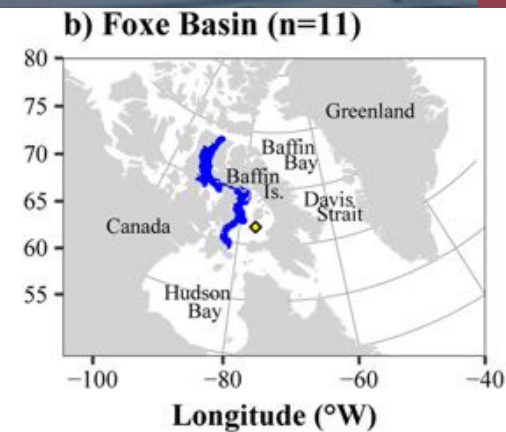 b) Foxe Basin (n=11)
80
75
70
65
60
55
Greenland
Baffin
Bay
Baffin
Is.
Davis
Strait
Canada
Hudson
Bay
−100
−80
−60
−40
Longitude (°W)